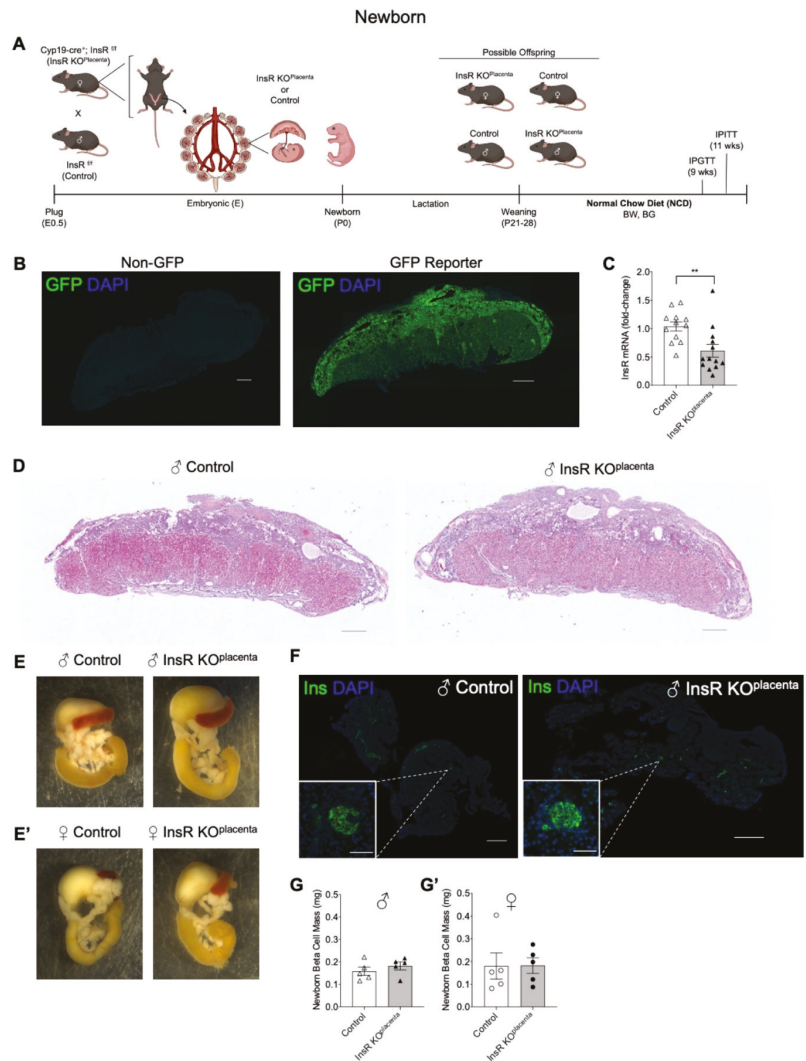 Newborn
A
Cyp19-cre⁺; InsR f/f
(InsR KOPlacenta)
♀
X
♂
InsR f/f
(Control)
InsR KOPlacenta
or
Control
Possible Offspring
InsR KOPlacenta Control
♀ ♀
Control InsR KOPlacenta
♂ ♂
IPITT
(11 wks)
IPGTT
(9 wks)
Embryonic (E)
Lactation
Normal Chow Diet (NCD)
BW, BG
Plug
(E0.5)
Newborn
(P0)
Weaning
(P21-28)
B
Non-GFP
GFP DAPI
GFP Reporter
GFP DAPI
C
InsR mRNA (fold-change)
2.0
1.5
1.0
0.5
0.0
**
Control
InsR KOplacenta
D
♂ Control
♂ InsR KOplacenta
E
♂ Control
♂ InsR KOplacenta
E'
♀ Control
♀ InsR KOplacenta
F
Ins DAPI
♂ Control
Ins DAPI
♂ InsR KOplacenta
G
♂
Newborn Beta Cell Mass (mg)
0.5
0.4
0.3
0.2
0.1
0.0
Control
InsR KOplacenta
G'
♀
Newborn Beta Cell Mass (mg)
0.5
0.4
0.3
0.2
0.1
0.0
Control
InsR KOplacenta